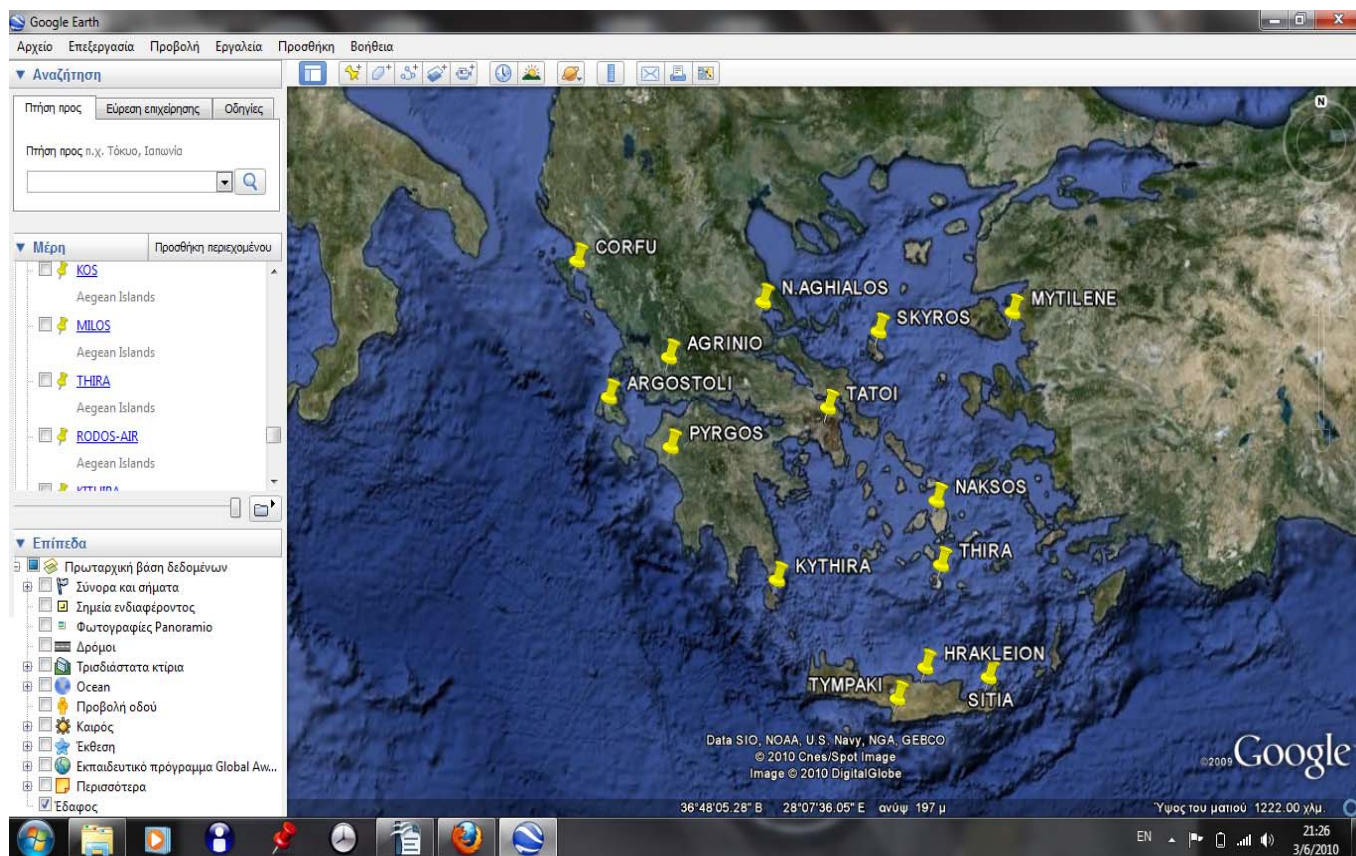 Google Earth
Αρχείο Επεξεργασία Προβολή Εργαλεία Προσθήκη Βοήθεια
Αναζήτηση
Πτήση προς Εύρεση επιχείρησης Οδηγίες
Πτήση προς π.χ. Τόκυο, Ιαπωνία
Μέρη Προσθήκη περιεχομένου
KOS
Aegean Islands
MILOS
Aegean Islands
THIRA
Aegean Islands
RODOS-AIR
Aegean Islands
KITHIRA
Επίπεδα
Πρωταρχική βάση δεδομένων
Σύνορα και σήματα
Σημεία ενδιαφέροντος
Φωτογραφίες Panoramio
Δρόμοι
Τρισδιάστατα κτίρια
Ocean
Προβολή οδού
Καιρός
Έκθεση
Εκπαιδευτικό πρόγραμμα Global Aw...
Περισσότερα
Έδαφος
N
CORFU
N.AGHIALOS
MYTILENE
SKYROS
AGRINIO
ARGOSTOLI
TATOI
PYRGOS
NAKSOS
THIRA
KYTHIRA
HRAKLEION
TYMPAKI
SITIA
Data SIO, NOAA, U.S. Navy, NGA, GEBCO
© 2010 Cnes/Spot Image
Image © 2010 DigitalGlobe
©2009 Google
36°48'05.28" Β 28°07'36.05" Ε ανύψ 197 μ Ύψος του ματιού 1222.00 χλμ.
EN 21:26
3/6/2010